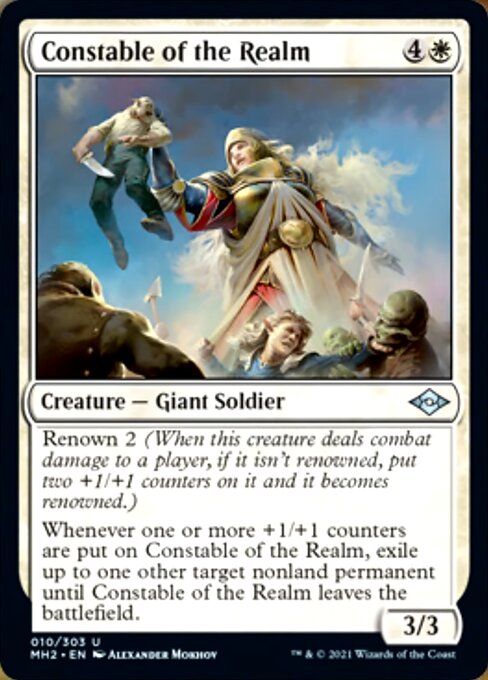 Constable of the Realm 4
Creature — Giant Soldier
Renown 2 (When this creature deals combat
damage to a player, if it isn't renowned, put
two +1/+1 counters on it and it becomes
renowned.)
Whenever one or more +1/+1 counters
are put on Constable of the Realm, exile
up to one other target nonland permanent
until Constable of the Realm leaves the
battlefield.
3/3
010/303 U
MH2 • EN Alexander Mokhov
™ & © 2021 Wizards of the Coast